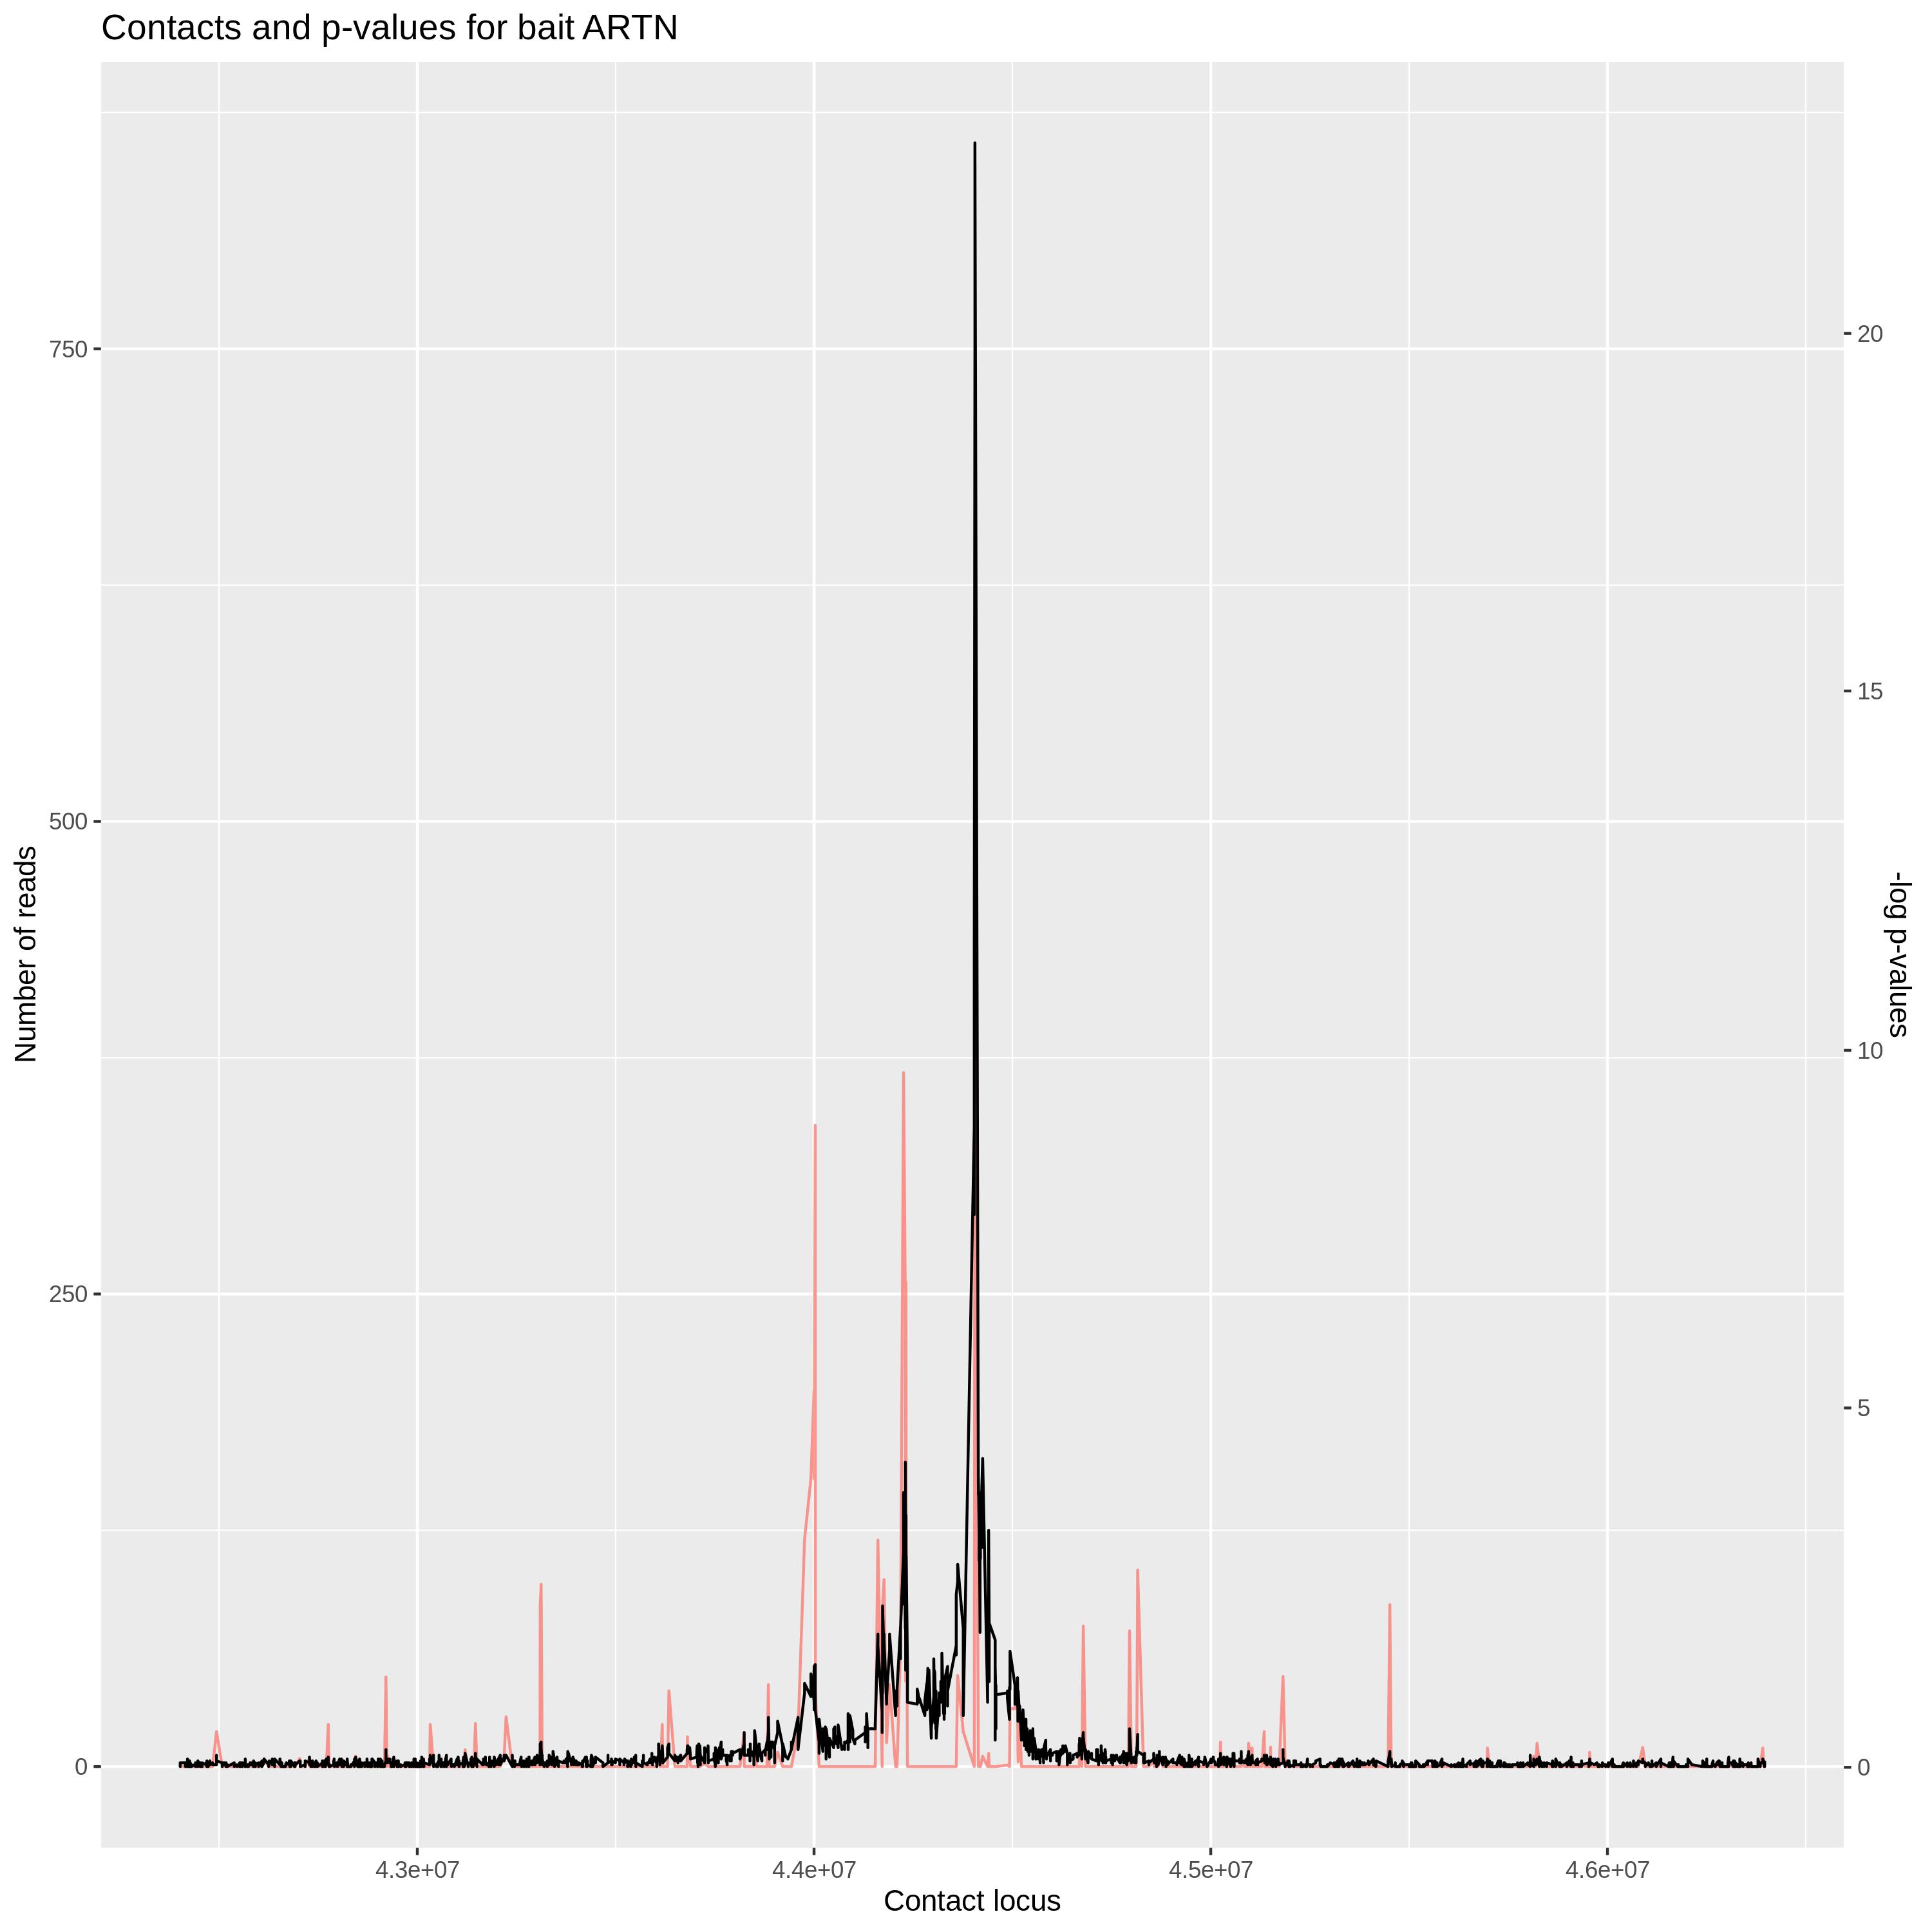 Contacts and p-values for bait ARTN
750
500
250
0
Number of reads
20
15
10
5
0
-log p-values
4.3e+07
4.4e+07
4.5e+07
4.6e+07
Contact locus